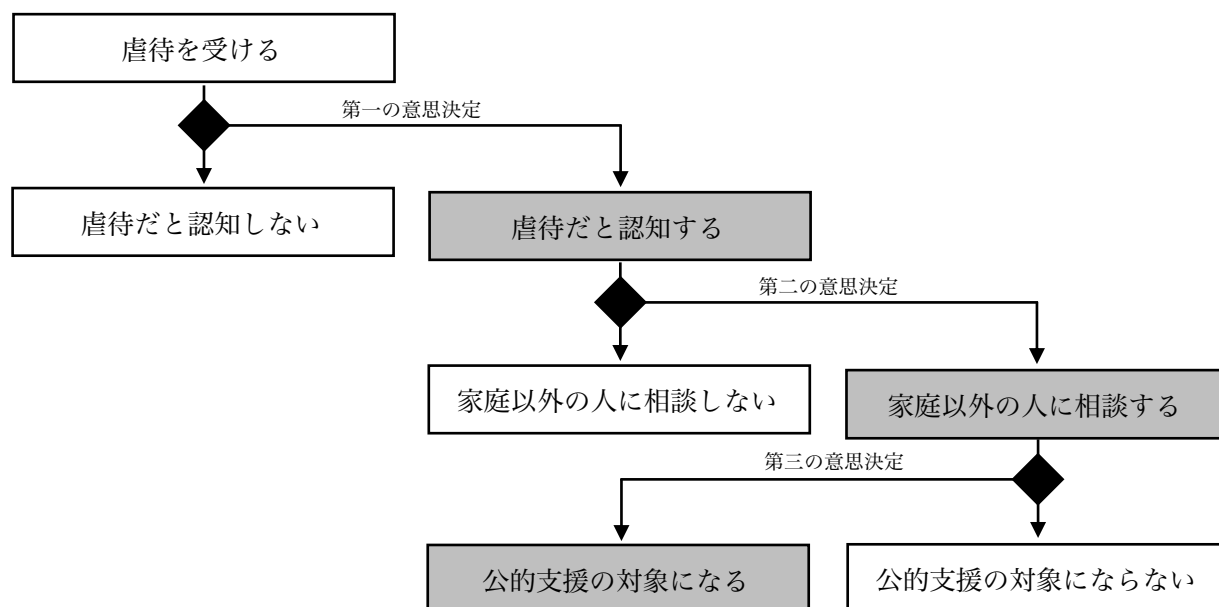 虐待を受ける
第一の意思決定
虐待だと認知しない
虐待だと認知する
第二の意思決定
家庭以外の人に相談しない
家庭以外の人に相談する
第三の意思決定
公的支援の対象になる
公的支援の対象にならない